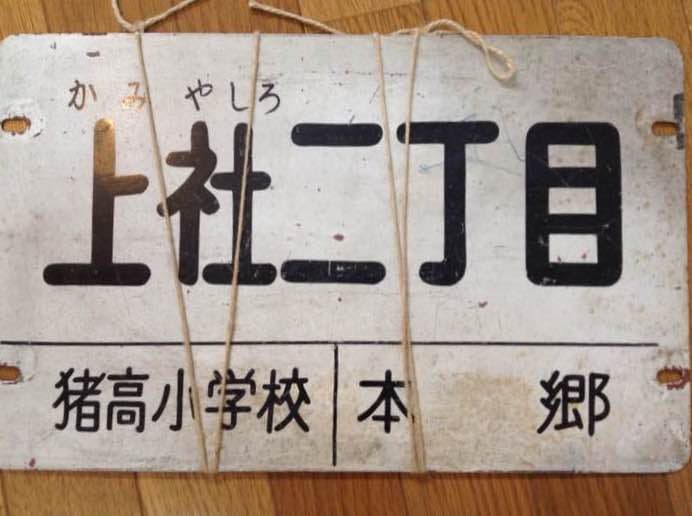 かみ やしろ
上社二丁目
猪高小学校 本郷